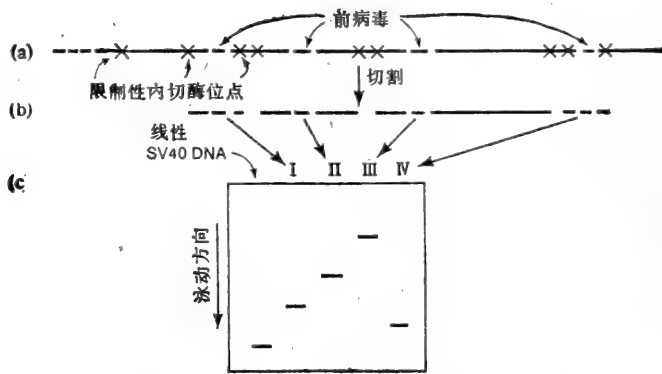 前病毒
(a)
限制性内切酶位点
切割
(b)
线性
SV40 DNA
I II III IV
(c
泳动方向